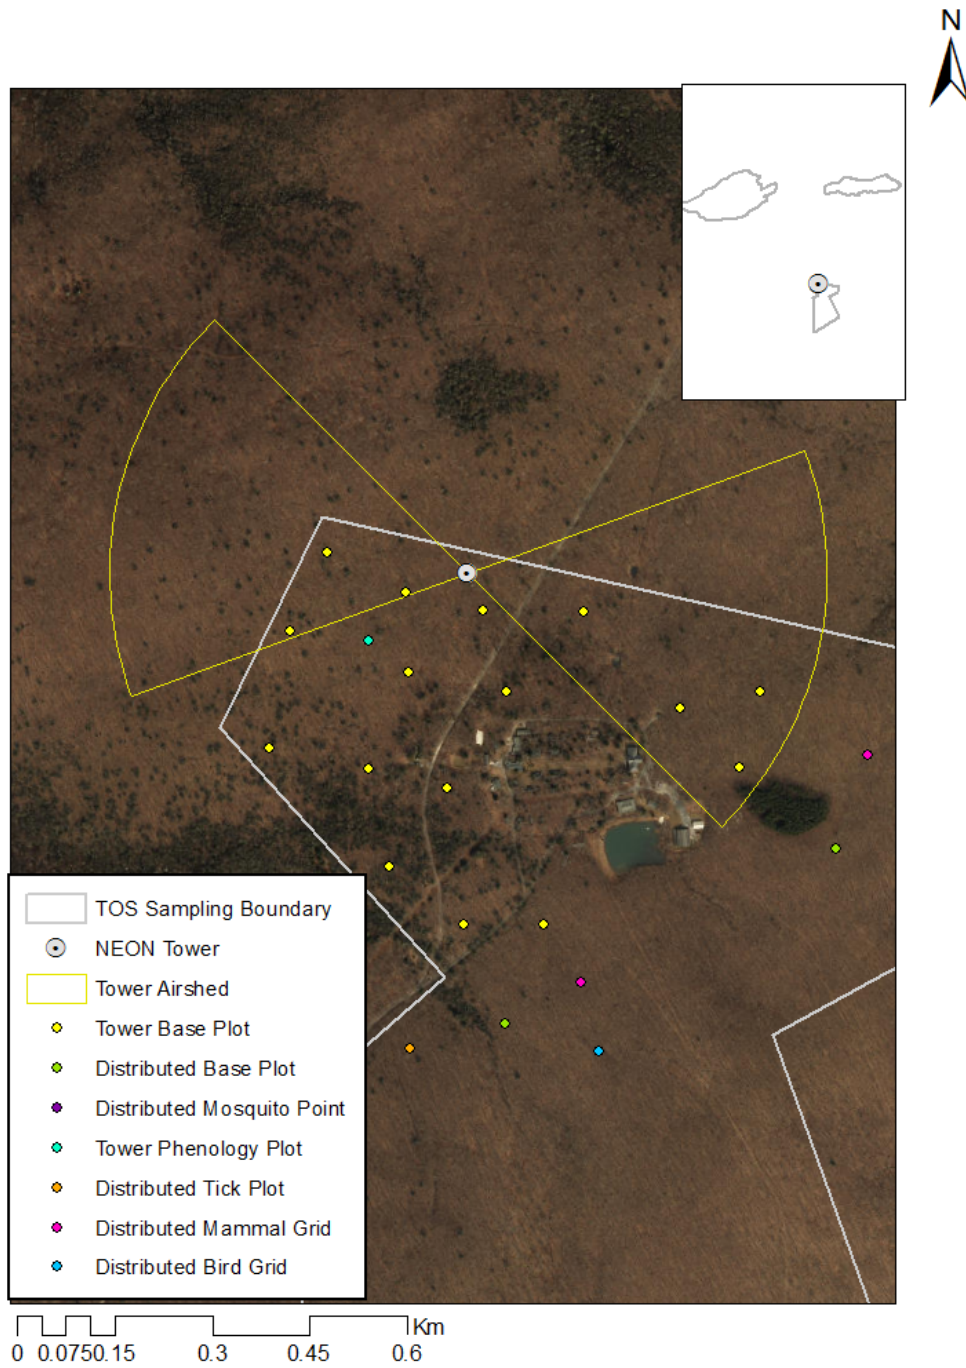 N
TOS Sampling Boundary
NEON Tower
Tower Airshed
Tower Base Plot
Distributed Base Plot
Distributed Mosquito Point
Tower Phenology Plot
Distributed Tick Plot
Distributed Mammal Grid
Distributed Bird Grid
Km
0 0.075 0.15 0.3 0.45 0.6